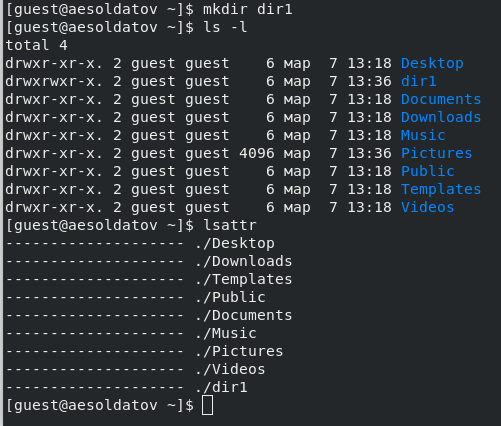 [guest@aesoldatov ~]$ mkdir dir1
[guest@aesoldatov ~]$ ls -l
total 4
drwxr-xr-x. 2 guest guest    6 мар  7 13:18 Desktop
drwxrwxr-x. 2 guest guest    6 мар  7 13:36 dir1
drwxr-xr-x. 2 guest guest    6 мар  7 13:18 Documents
drwxr-xr-x. 2 guest guest    6 мар  7 13:18 Downloads
drwxr-xr-x. 2 guest guest    6 мар  7 13:18 Music
drwxr-xr-x. 2 guest guest 4096 мар  7 13:36 Pictures
drwxr-xr-x. 2 guest guest    6 мар  7 13:18 Public
drwxr-xr-x. 2 guest guest    6 мар  7 13:18 Templates
drwxr-xr-x. 2 guest guest    6 мар  7 13:18 Videos
[guest@aesoldatov ~]$ lsattr
-------------------- ./Desktop
-------------------- ./Downloads
-------------------- ./Templates
-------------------- ./Public
-------------------- ./Documents
-------------------- ./Music
-------------------- ./Pictures
-------------------- ./Videos
-------------------- ./dir1
[guest@aesoldatov ~]$